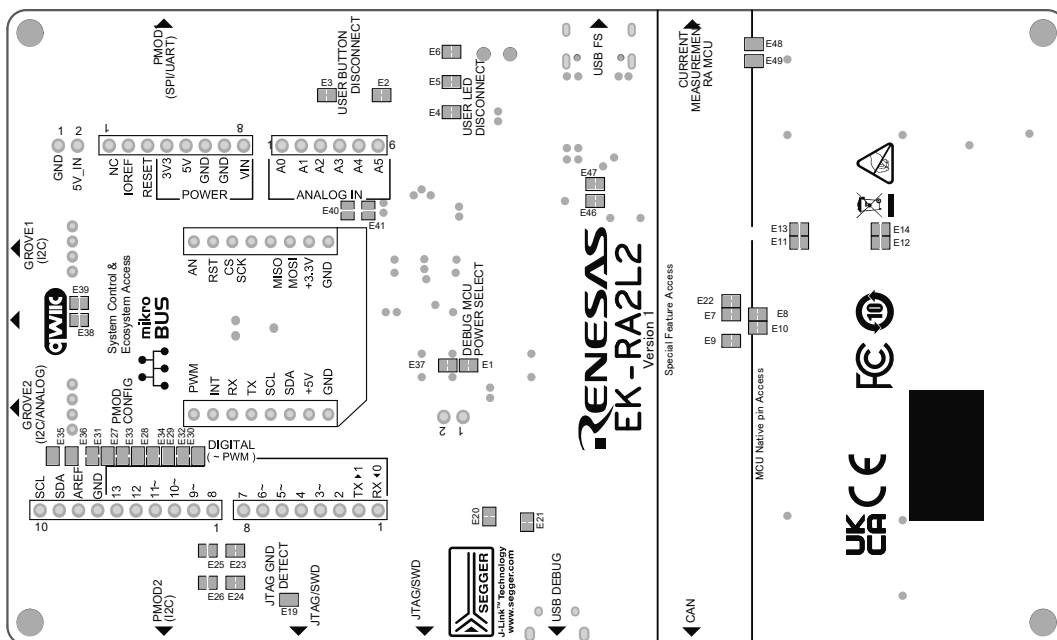 PMOD1
(SPI/UART)
E3
USER BUTTON
DISCONNECT
E2
E6
E5
E4
USER LED
DISCONNECT
USB FS
CURRENT
MEASUREMENT
RA MCU
E48
E49
1
2
GND
5V_IN
1
8
NC
IOREF
RESET
3V3
5V
GND
GND
VIN
POWER
1
6
A0
A1
A2
A3
A4
A5
ANALOG IN
E40
E41
E47
E46
GROVE1
(I2C)
AN
RST
CS
SCK
MISO
MOSI
+3.3V
GND
E13
E11
E14
E12
QWIIC
E39
E38
System Control &
Ecosystem Access
mikro
BUS
DEBUG MCU
POWER SELECT
E37
E1
RENESAS
EK-RA2L2
Version 1
Special Feature Access
E22
E7
E9
E8
E10
10
FC
GROVE2
(I2C/ANALOG)
PWM
INT
RX
TX
SCL
SDA
+5V
GND
2
1
MCU Native pin Access
E35
E36
E31
E27
E33
E28
E34
E29
E32
E30
PMOD
CONFIG
DIGITAL
( ~ PWM )
SCL
SDA
AREF
GND
13
12
11~
10~
9~
8
10
1
7
6~
5~
4
3~
2
TX ▶ 1
RX ◀ 0
8
1
E20
E21
UK
CA
CE
E25
E23
E26
E24
PMOD2
(I2C)
JTAG GND
DETECT
E19
JTAG/SWD
JTAG/SWD
SEGGER
J-Link™ Technology
www.segger.com
USB DEBUG
CAN